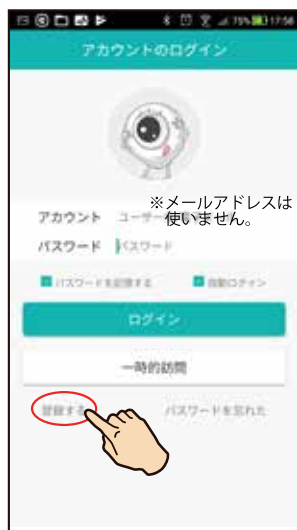 75% 17:56
アカウントのログイン
※メールアドレスは
使いません。
アカウント ユーザー
パスワード パスワード
パスワードを記憶する 自動ログイン
ログイン
一時的訪問
登録する パスワードを忘れた